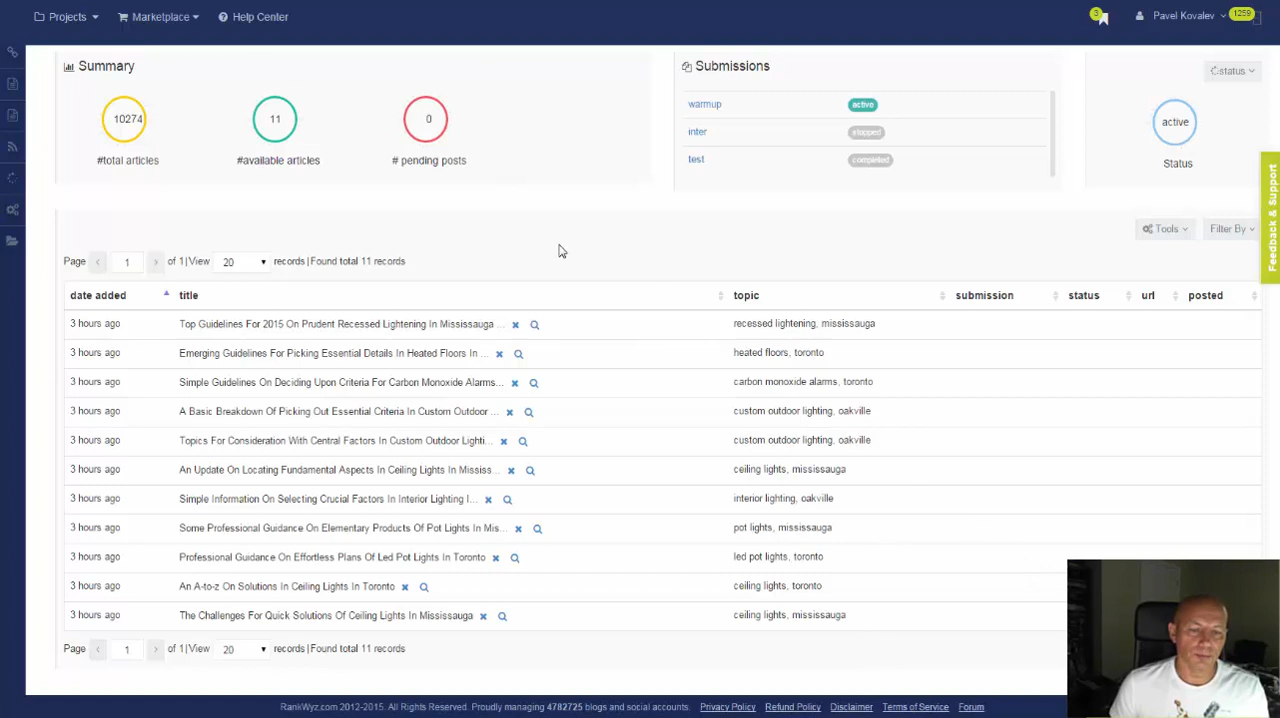 Projects Marketplace Help Center 3 Pavel Kovalev 1259
Summary
10274 11 0
#total articles #available articles # pending posts
Submissions
warmup active
inter stopped
test completed
status
active
Status
Feedback & Support
Tools Filter By
Page 1 of 1 | View 20 records | Found total 11 records
date added title topic submission status url posted
3 hours ago Top Guidelines For 2015 On Prudent Recessed Lightening In Mississauga ... recessed lightening, mississauga
3 hours ago Emerging Guidelines For Picking Essential Details In Heated Floors In ... heated floors, toronto
3 hours ago Simple Guidelines On Deciding Upon Criteria For Carbon Monoxide Alarms... carbon monoxide alarms, toronto
3 hours ago A Basic Breakdown Of Picking Out Essential Criteria In Custom Outdoor ... custom outdoor lighting, oakville
3 hours ago Topics For Consideration With Central Factors In Custom Outdoor Lighti... custom outdoor lighting, oakville
3 hours ago An Update On Locating Fundamental Aspects In Ceiling Lights In Mississ... ceiling lights, mississauga
3 hours ago Simple Information On Selecting Crucial Factors In Interior Lighting I... interior lighting, oakville
3 hours ago Some Professional Guidance On Elementary Products Of Pot Lights In Mis... pot lights, mississauga
3 hours ago Professional Guidance On Effortless Plans Of Led Pot Lights In Toronto led pot lights, toronto
3 hours ago An A-to-z On Solutions In Ceiling Lights In Toronto ceiling lights, toronto
3 hours ago The Challenges For Quick Solutions Of Ceiling Lights In Mississauga ceiling lights, mississauga
Page 1 of 1 | View 20 records | Found total 11 records
RankWyz.com 2012-2015. All Rights Reserved. Proudly managing 4782725 blogs and social accounts. Privacy Policy Refund Policy Disclaimer Terms of Service Forum